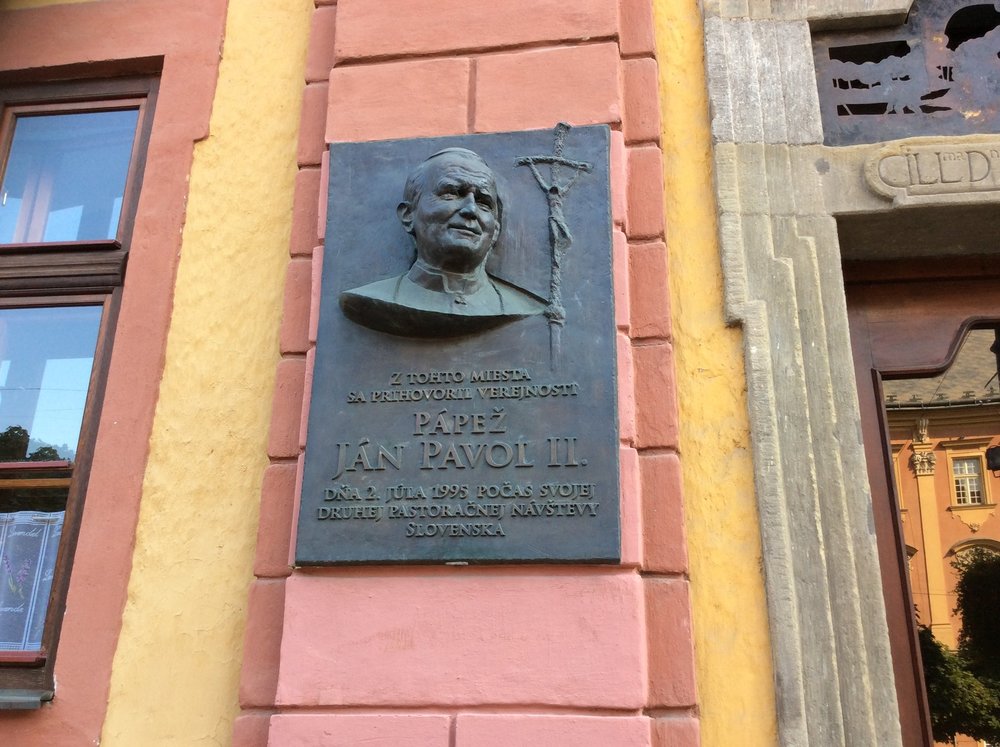 Z TOHTO MIESTA
SA PRIHOVORIL VEREJNOSTI
PÁPEŽ
JÁN PAVOL II.
DŇA 2. JÚLA 1995 POČAS SVOJEJ
DRUHEJ PASTORAČNEJ NÁVŠTEVY
SLOVENSKA